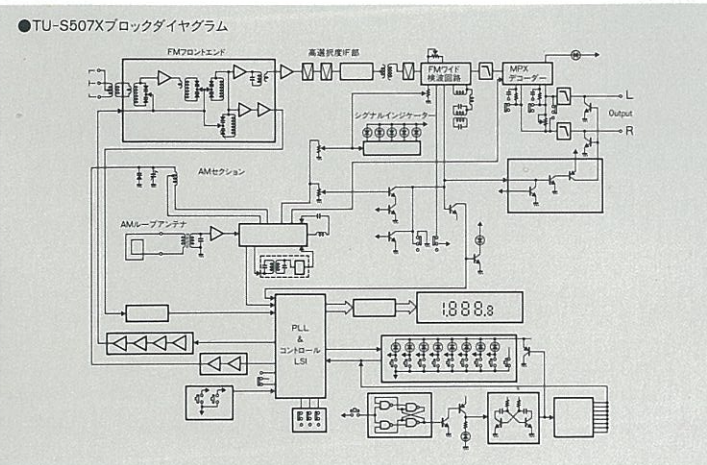 ●TU-S507Xブロックダイヤグラム
FMフロントエンド
高選択度IF部
FMワイド
検波回路
MPX
デコーダー
L
Output
R
シグナルインジケーター
AMセクション
AMループアンテナ
1,888.8
PLL
&
コントロール
LSI